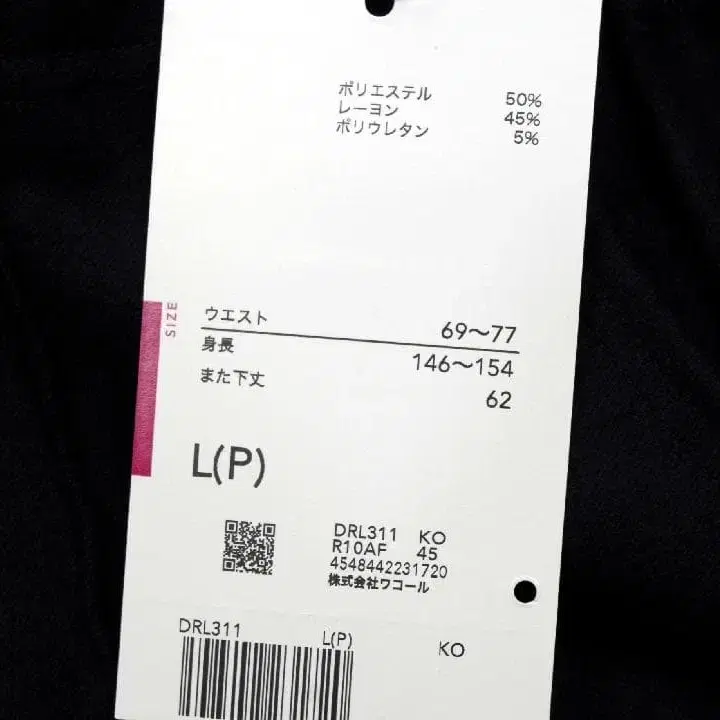 ポリエステル 50%
レーヨン 45%
ポリウレタン 5%
SIZE
ウエスト 69〜77
身長 146〜154
また下丈 62
L(P)
DRL311 KO
R10AF 45
4548442231720
株式会社ワコール
DRL311 L(P) KO